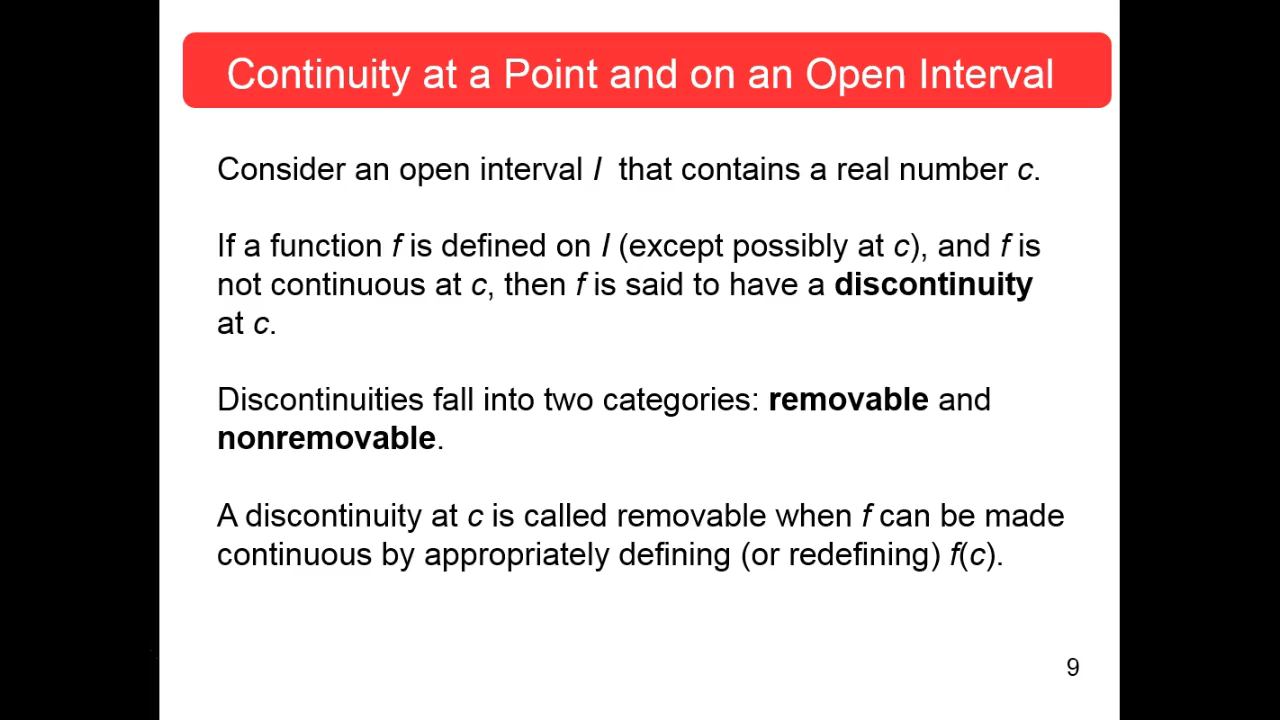 Continuity at a Point and on an Open Interval
Consider an open interval I that contains a real number c.
If a function f is defined on I (except possibly at c), and f is
not continuous at c, then f is said to have a discontinuity
at c.
Discontinuities fall into two categories: removable and
nonremovable.
A discontinuity at c is called removable when f can be made
continuous by appropriately defining (or redefining) f(c).
9